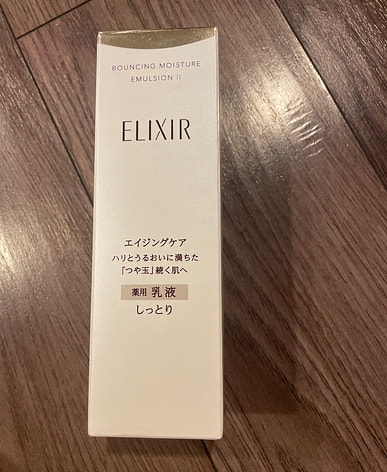 BOUNCING MOISTURE
EMULSION II
ELIXIR
エイジングケア
ハリとうるおいに満ちた
「つや玉」続く肌へ
薬用 乳液
しっとり